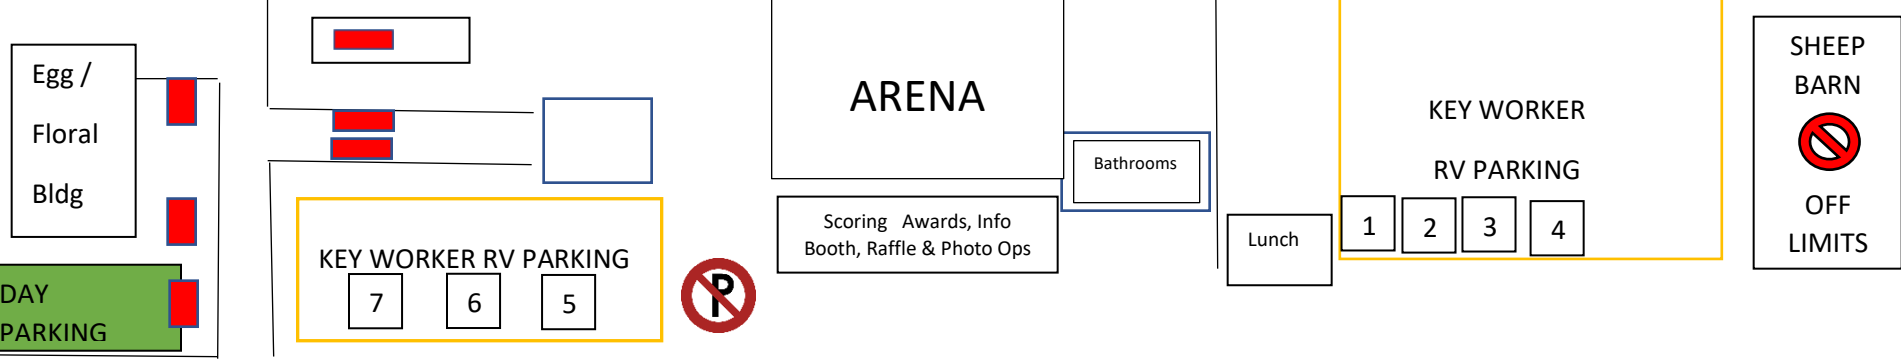 Egg /
Floral
Bldg
DAY
PARKING
KEY WORKER RV PARKING
7
6
5
P
ARENA
Scoring Awards, Info
Booth, Raffle & Photo Ops
Bathrooms
Lunch
KEY WORKER
RV PARKING
1
2
3
4
SHEEP
BARN
OFF
LIMITS